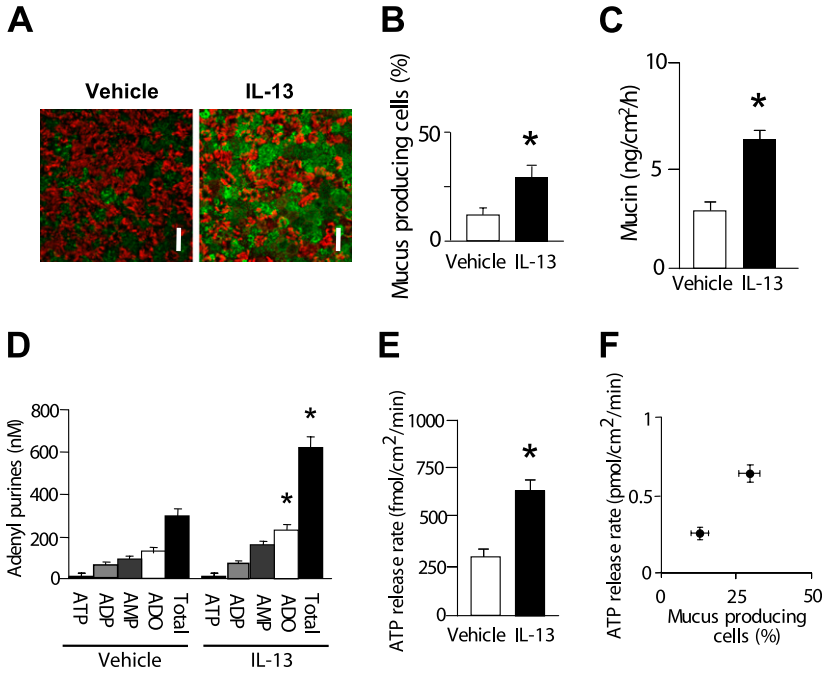 A
Vehicle
IL-13
B
Mucus producing cells (%)
50
0
*
Vehicle
IL-13
C
Mucin (ng/cm²/h)
10
5
0
*
Vehicle
IL-13
D
Adenyl purines (nM)
800
600
400
200
0
*
*
ATP
ADP
AMP
ADO
Total
ATP
ADP
AMP
ADO
Total
Vehicle
IL-13
E
ATP release rate (fmol/cm²/min)
1000
750
500
250
0
*
Vehicle
IL-13
F
ATP release rate (pmol/cm²/min)
1
0.5
0
0
25
50
Mucus producing
cells (%)